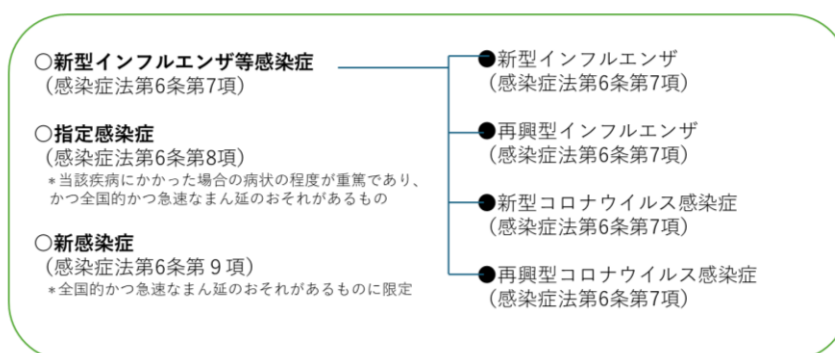 ○新型インフルエンザ等感染症
(感染症法第6条第7項)
○指定感染症
(感染症法第6条第8項)
*当該疾病にかかった場合の病状の程度が重篤であり、
かつ全国的かつ急速なまん延のおそれがあるもの
○新感染症
(感染症法第6条第９項)
*全国的かつ急速なまん延のおそれがあるものに限定
●新型インフルエンザ
(感染症法第6条第7項)
●再興型インフルエンザ
(感染症法第6条第7項)
●新型コロナウイルス感染症
(感染症法第6条第7項)
●再興型コロナウイルス感染症
(感染症法第6条第7項)